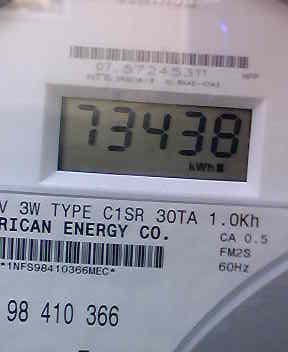 07.87245311
73438
kWh
V 3W TYPE C1SR 30TA 1.0Kh
RICAN ENERGY CO.
CA 0.5
FM2S
*1NFS98410366MEC*
60Hz
98 410 366